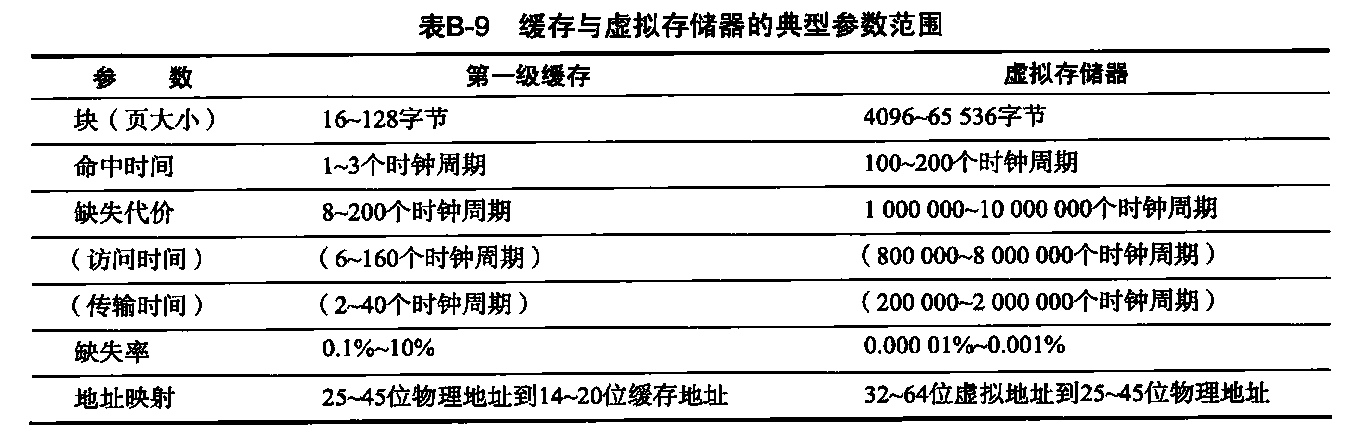 表B-9 缓存与虚拟存储器的典型参数范围
参 数 第一级缓存 虚拟存储器
块（页大小） 16~128字节 4096~65 536字节
命中时间 1~3个时钟周期 100~200个时钟周期
缺失代价 8~200个时钟周期 1 000 000~10 000 000个时钟周期
（访问时间） （6~160个时钟周期） （800 000~8 000 000个时钟周期）
（传输时间） （2~40个时钟周期） （200 000~2 000 000个时钟周期）
缺失率 0.1%~10% 0.000 01%~0.001%
地址映射 25~45位物理地址到14~20位缓存地址 32~64位虚拟地址到25~45位物理地址